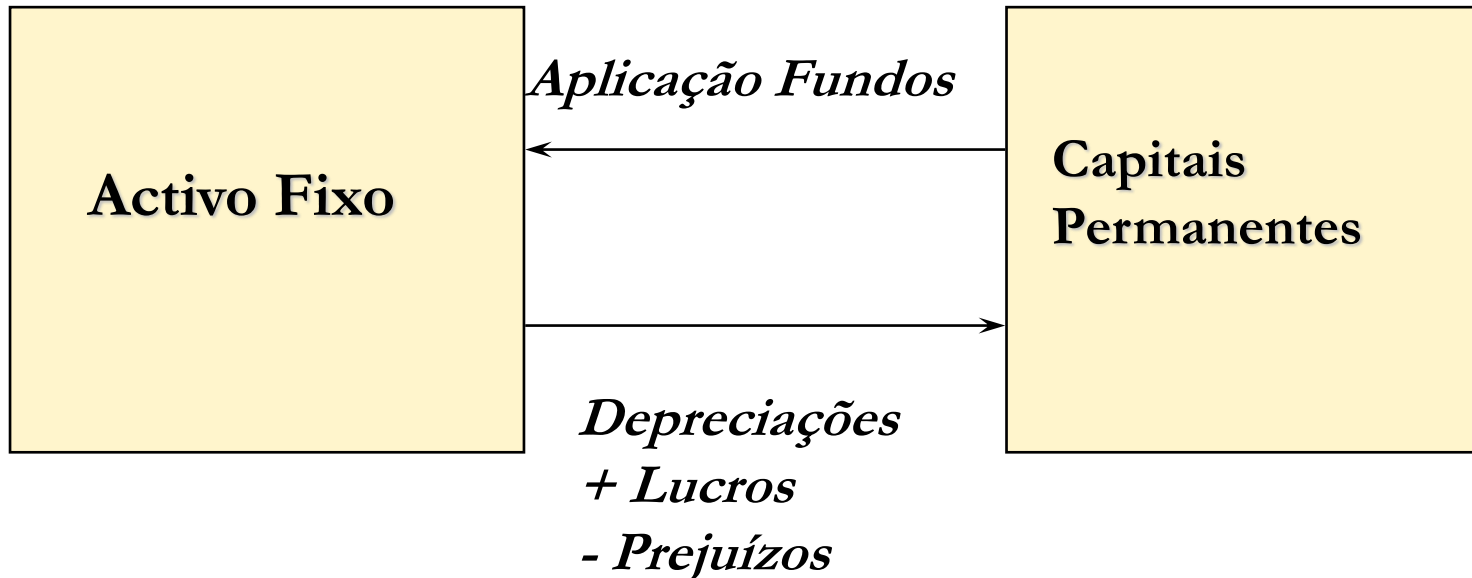 Aplicação Fundos
Activo Fixo
Capitais
Permanentes
Depreciações
+ Lucros
- Prejuízos